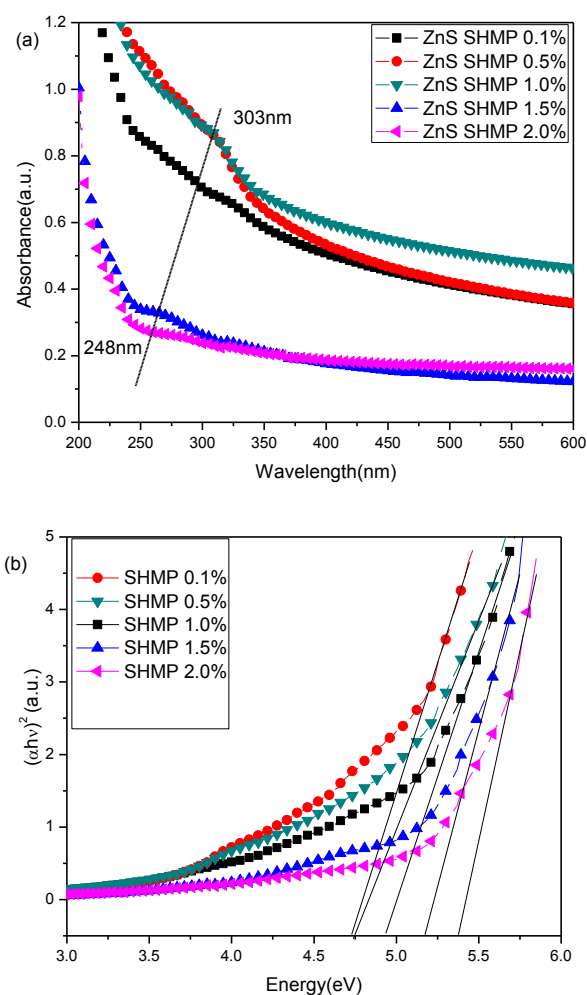 (a)
ZnS SHMP 0.1%
ZnS SHMP 0.5%
ZnS SHMP 1.0%
ZnS SHMP 1.5%
ZnS SHMP 2.0%
303nm
248nm
1.2
1.0
0.8
0.6
0.4
0.2
0.0
Absorbance(a.u.)
200 250 300 350 400 450 500 550 600
Wavelength(nm)
(b)
SHMP 0.1%
SHMP 0.5%
SHMP 1.0%
SHMP 1.5%
SHMP 2.0%
5
4
3
2
1
0
(αhν)² (a.u.)
3.0 3.5 4.0 4.5 5.0 5.5 6.0
Energy(eV)